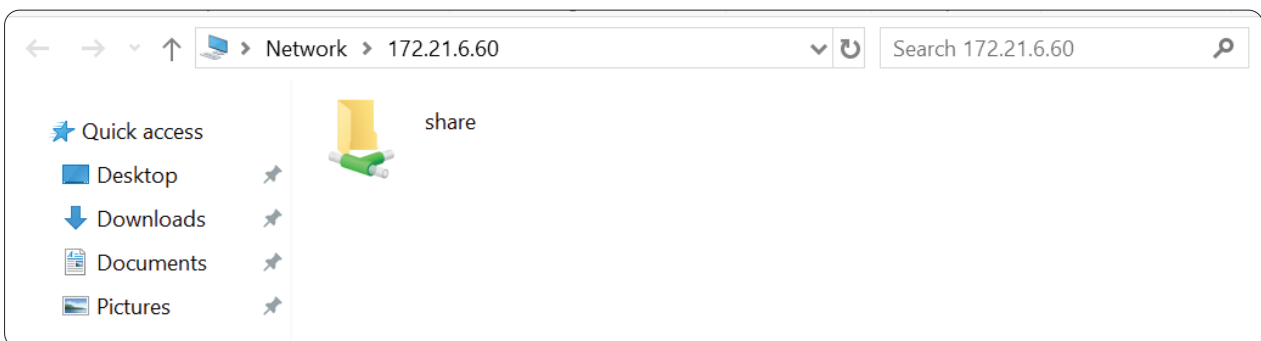 Network > 172.21.6.60
Search 172.21.6.60
Quick access
share
Desktop
Downloads
Documents
Pictures